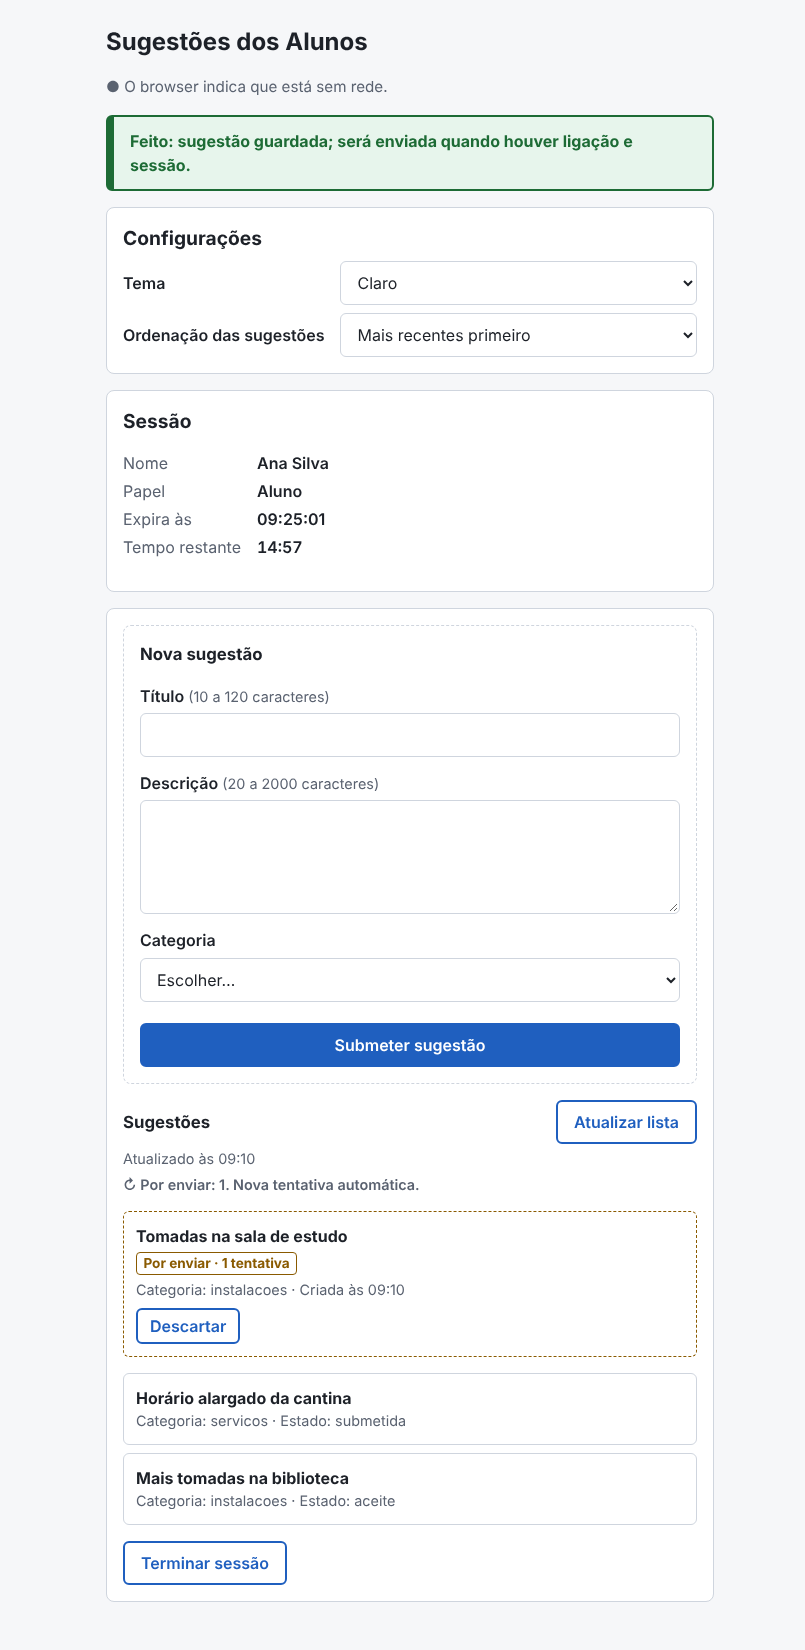 Sugestões dos Alunos
● O browser indica que está sem rede.
Feito: sugestão guardada; será enviada quando houver ligação e
sessão.
Configurações
Tema
Claro
Ordenação das sugestões
Mais recentes primeiro
Sessão
Nome Ana Silva
Papel Aluno
Expira às 09:25:01
Tempo restante 14:57
Nova sugestão
Título (10 a 120 caracteres)
Descrição (20 a 2000 caracteres)
Categoria
Escolher...
Submeter sugestão
Sugestões
Atualizar lista
Atualizado às 09:10
↻ Por enviar: 1. Nova tentativa automática.
Tomadas na sala de estudo
Por enviar · 1 tentativa
Categoria: instalacoes · Criada às 09:10
Descartar
Horário alargado da cantina
Categoria: servicos · Estado: submetida
Mais tomadas na biblioteca
Categoria: instalacoes · Estado: aceite
Terminar sessão